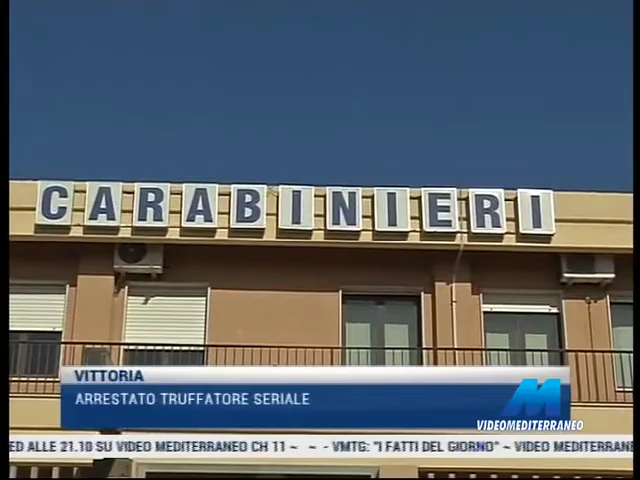 CARABINIERI
VITTORIA
ARRESTATO TRUFFATORE SERIALE
VIDEOMEDITERRANEO
ED ALLE 21.10 SU VIDEO MEDITERRANEO CH 11 ~ ~ - VMTG: "I FATTI DEL GIORNO" ~ VIDEO MEDITERRANE